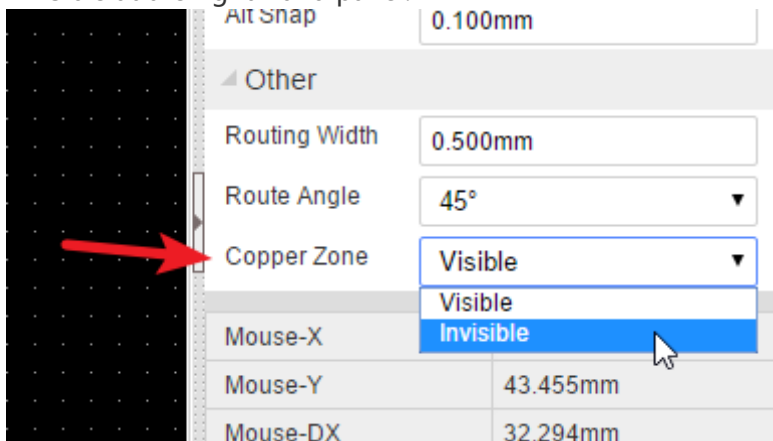 Alt Snap 0.100mm
Other
Routing Width 0.500mm
Route Angle 45°
Copper Zone Visible
Visible
Invisible
Mouse-X
Mouse-Y 43.455mm
Mouse-DX 32.294mm